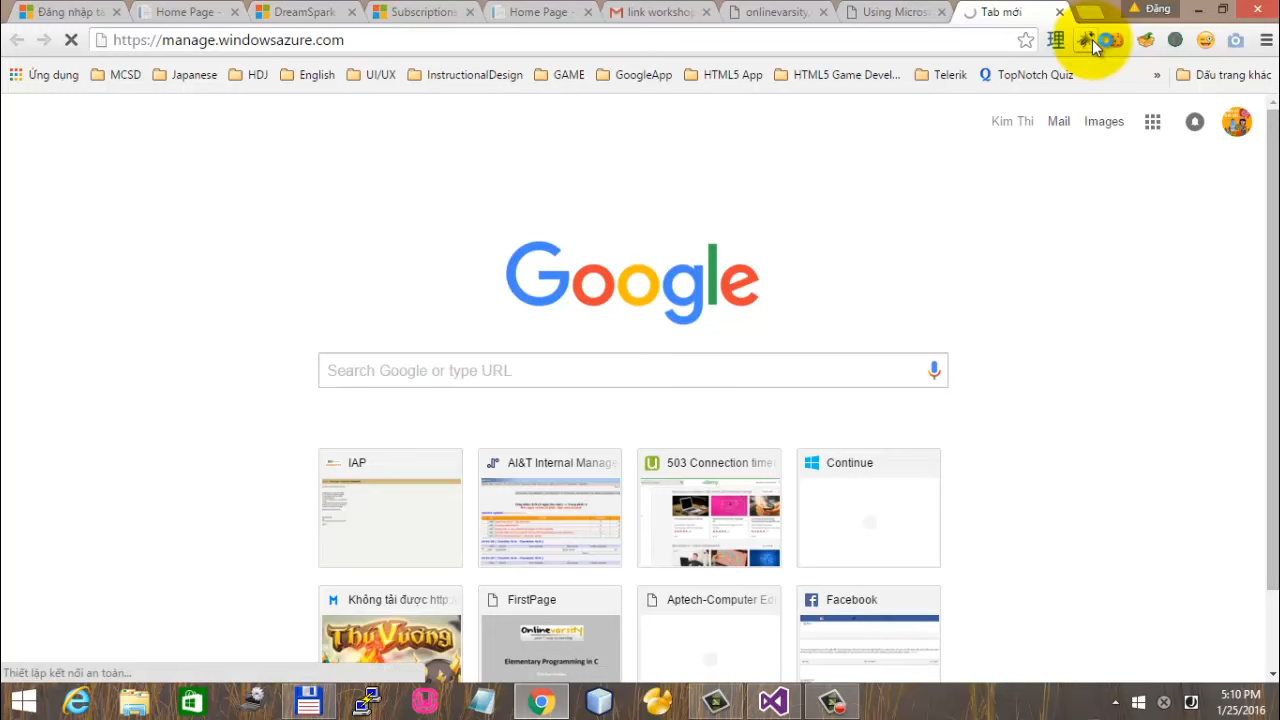 Đăng nhập tà
Home Page -
DreamSpark
Subscription
Home Page -
link workshop
onlinevarsity.
Using Micros
Tab mới
Đăng
https://manage.windowsazure.com
理
Ứng dụng
MCSD
Japanese
HDJ
English
UI/UX
InstructionalDesign
GAME
GoogleApp
HTML5 App
HTML5 Game Devel...
Telerik
TopNotch Quiz
»
Dấu trang khác
Kim Thi
Mail
Images
Google
Search Google or type URL
IAP
AI&T Internal Manage
503 Connection timed
Continue
Không tải được http:
FirstPage
Aptech-Computer Ed
Facebook
Thú Vương
Onlinevarsity
Elementary Programming in C
Thiết lập kết nối an toàn...
5:10 PM
1/25/2016